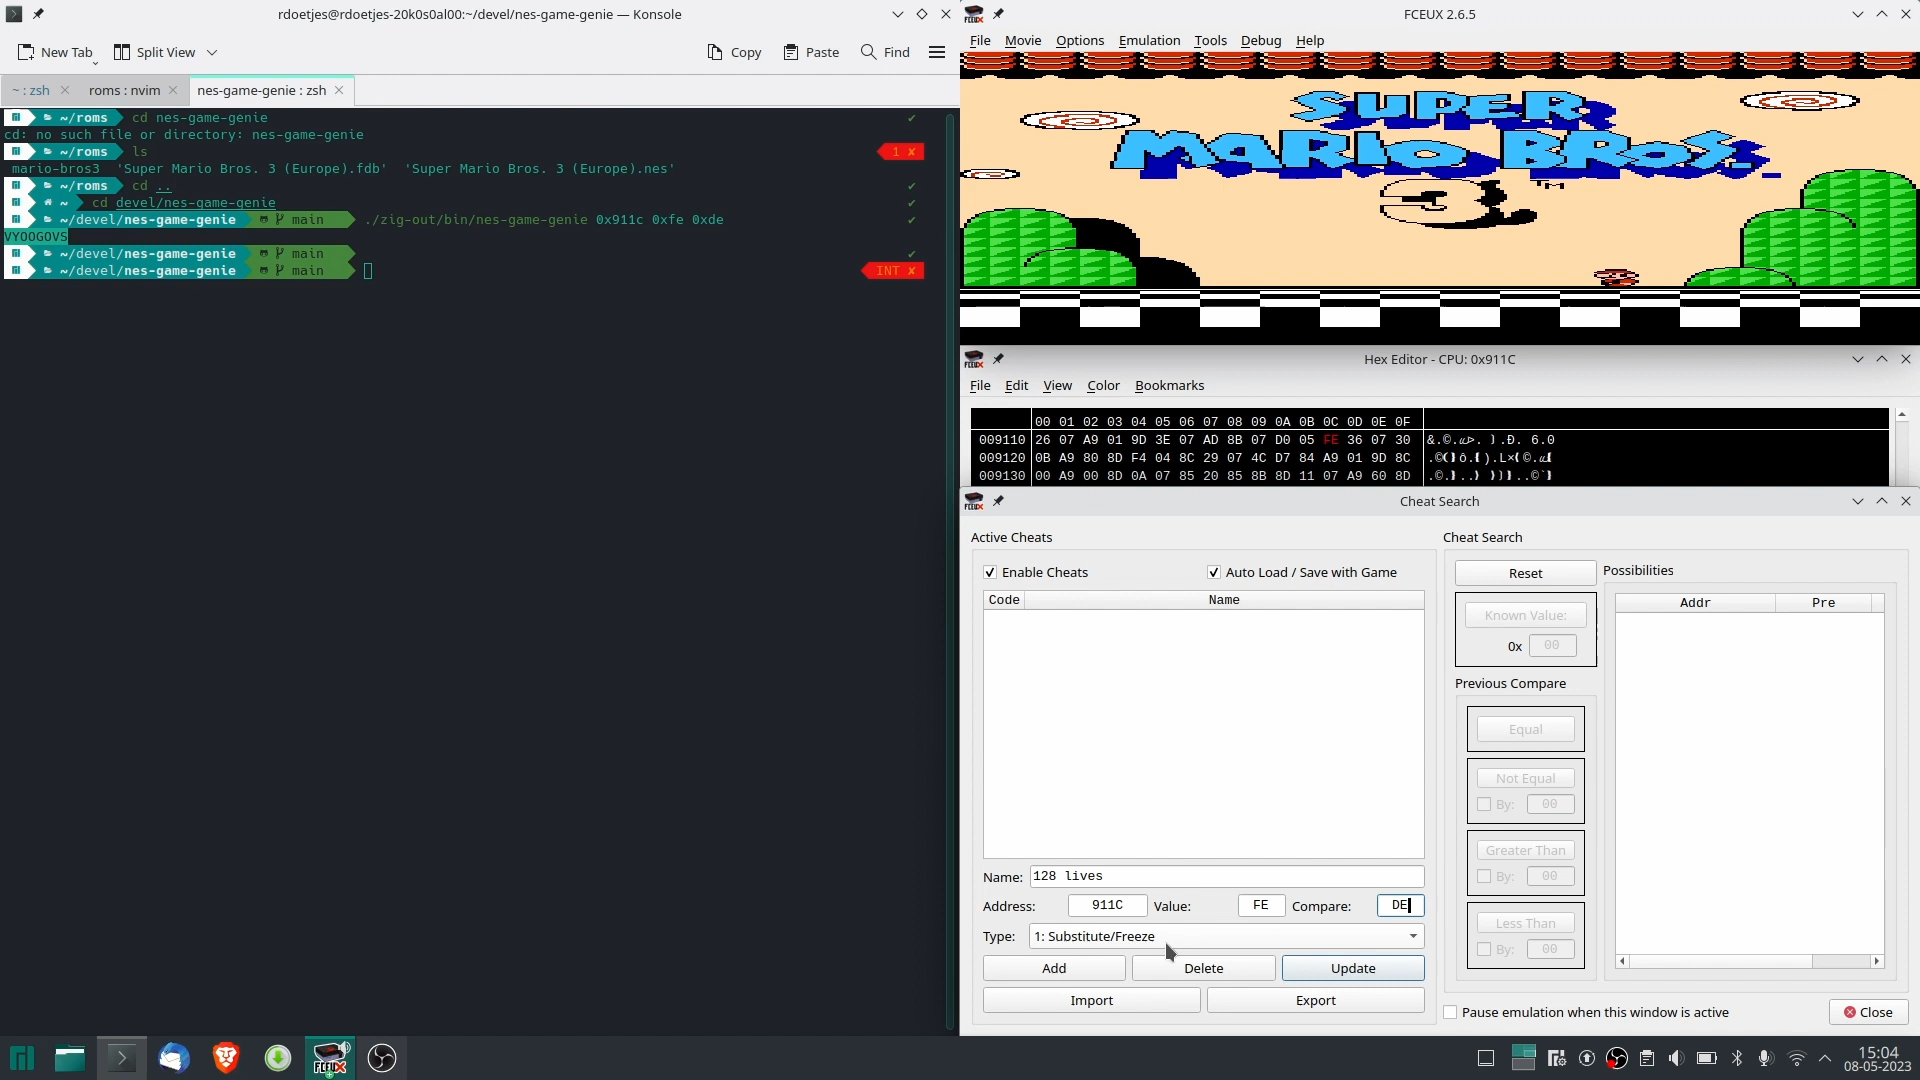 rdoetjes@rdoetjes-20k0s0al00:~/devel/nes-game-genie — Konsole
New Tab
Split View
Copy
Paste
Find
~ : zsh
roms : nvim
nes-game-genie : zsh
~/roms cd nes-game-genie
cd: no such file or directory: nes-game-genie
~/roms ls
1 ✘
mario-bros3 'Super Mario Bros. 3 (Europe).fdb' 'Super Mario Bros. 3 (Europe).nes'
~/roms cd ..
~ cd devel/nes-game-genie
~/devel/nes-game-genie main ./zig-out/bin/nes-game-genie 0x911c 0xfe 0xde
VYOOGOVS
~/devel/nes-game-genie main
~/devel/nes-game-genie main
INT ✘
FCEUX 2.6.5
File Movie Options Emulation Tools Debug Help
SUPER
MARIO BROS.
3 TM
Hex Editor - CPU: 0x911C
File Edit View Color Bookmarks
00 01 02 03 04 05 06 07 08 09 0A 0B 0C 0D 0E 0F
009110 26 07 A9 01 9D 3E 07 AD 8B 07 D0 05 FE 36 07 30
009120 0B A9 80 8D F4 04 8C 29 07 4C D7 84 A9 01 9D 8C
009130 00 A9 00 8D 0A 07 85 20 85 8B 8D 11 07 A9 60 8D
Cheat Search
Active Cheats
Enable Cheats
Auto Load / Save with Game
Code Name
Name: 128 lives
Address: 911C Value: FE Compare: DE
Type: 1: Substitute/Freeze
Add Delete Update
Import Export
Cheat Search
Reset
Known Value:
0x 00
Previous Compare
Equal
Not Equal
By: 00
Greater Than
By: 00
Less Than
By: 00
Possibilities
Addr Pre
Pause emulation when this window is active
Close
FCEUX
15:04
08-05-2023